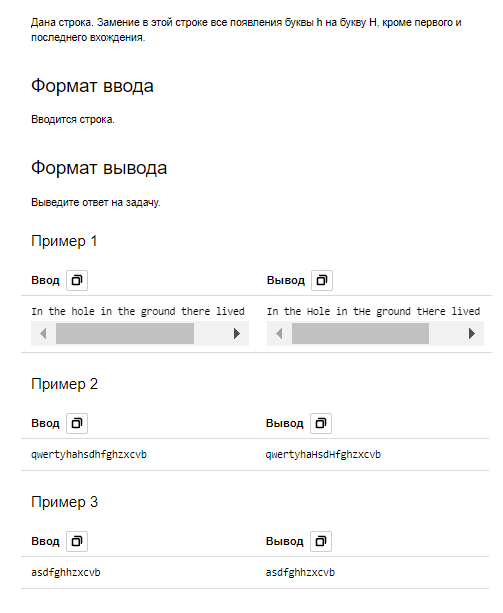 Дана строка. Замение в этой строке все появления буквы h на букву H, кроме первого и
последнего вхождения.
Формат ввода
Вводится строка.
Формат вывода
Выведите ответ на задачу.
Пример 1
Ввод Вывод
In the hole in the ground there lived In the Hole in tHe ground tHere lived
Пример 2
Ввод Вывод
qwertyhahsdhfghzxcvb qwertyhaHsdHfghzxcvb
Пример 3
Ввод Вывод
asdfghhzxcvb asdfghhzxcvb